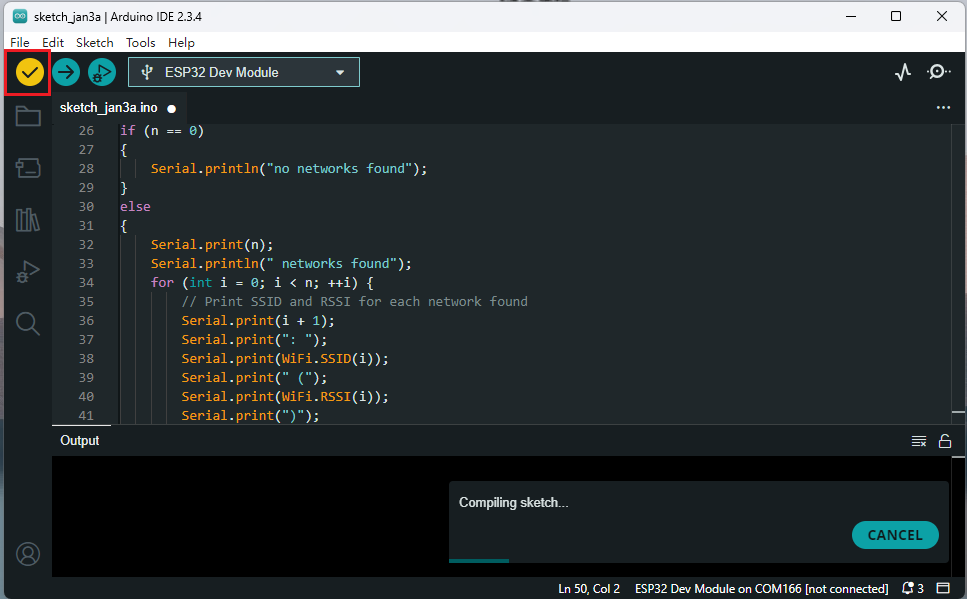 sketch_jan3a | Arduino IDE 2.3.4
File Edit Sketch Tools Help
ESP32 Dev Module
sketch_jan3a.ino
26 if (n == 0)
27 {
28 Serial.println("no networks found");
29 }
30 else
31 {
32 Serial.print(n);
33 Serial.println(" networks found");
34 for (int i = 0; i < n; ++i) {
35 // Print SSID and RSSI for each network found
36 Serial.print(i + 1);
37 Serial.print(": ");
38 Serial.print(WiFi.SSID(i));
39 Serial.print(" (");
40 Serial.print(WiFi.RSSI(i));
41 Serial.print(")");
Output
Compiling sketch...
CANCEL
Ln 50, Col 2 ESP32 Dev Module on COM166 [not connected] 3